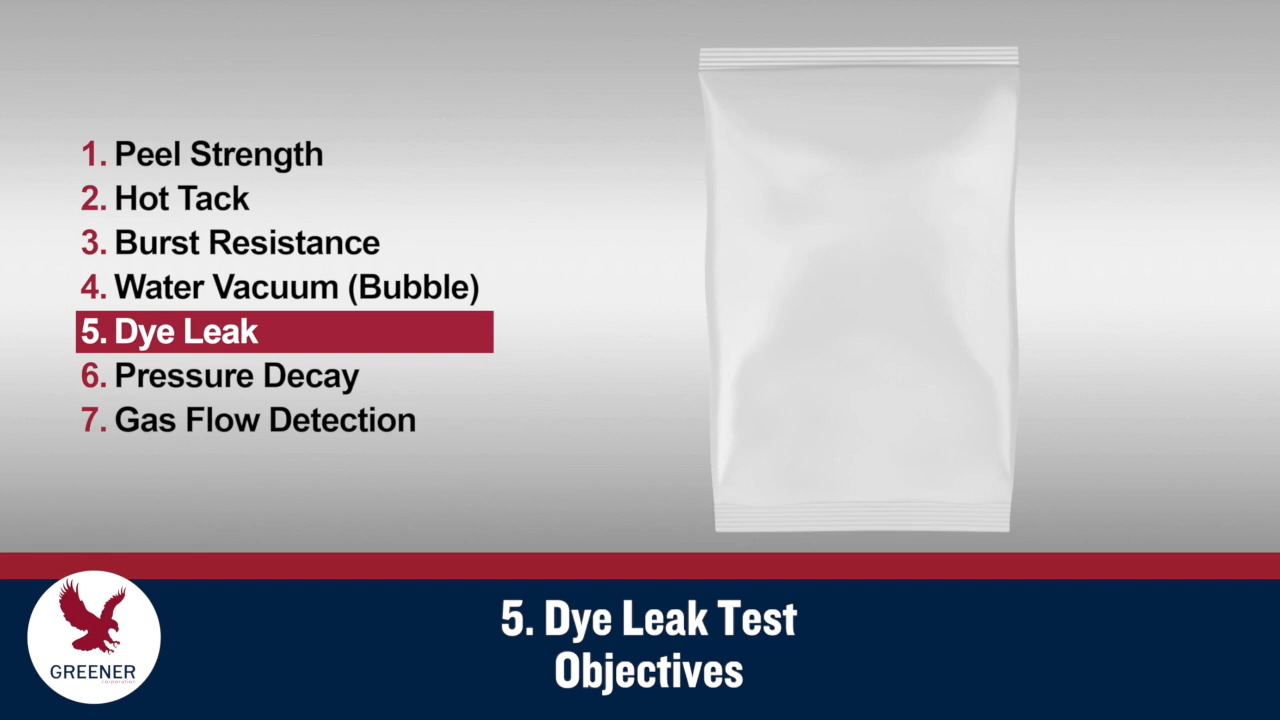 1. Peel Strength
2. Hot Tack
3. Burst Resistance
4. Water Vacuum (Bubble)
5. Dye Leak
6. Pressure Decay
7. Gas Flow Detection
5. Dye Leak Test
Objectives
GREENER
corporation